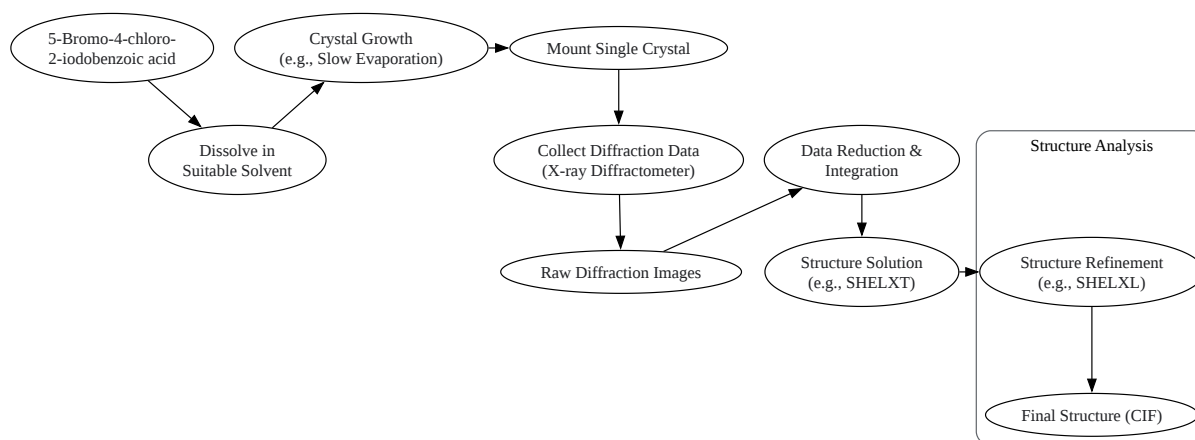 5-Bromo-4-chloro-
2-iodobenzoic acid
Dissolve in
Suitable Solvent
Crystal Growth
(e.g., Slow Evaporation)
Mount Single Crystal
Collect Diffraction Data
(X-ray Diffractometer)
Raw Diffraction Images
Data Reduction &
Integration
Structure Solution
(e.g., SHELXT)
Structure Analysis
Structure Refinement
(e.g., SHELXL)
Final Structure (CIF)